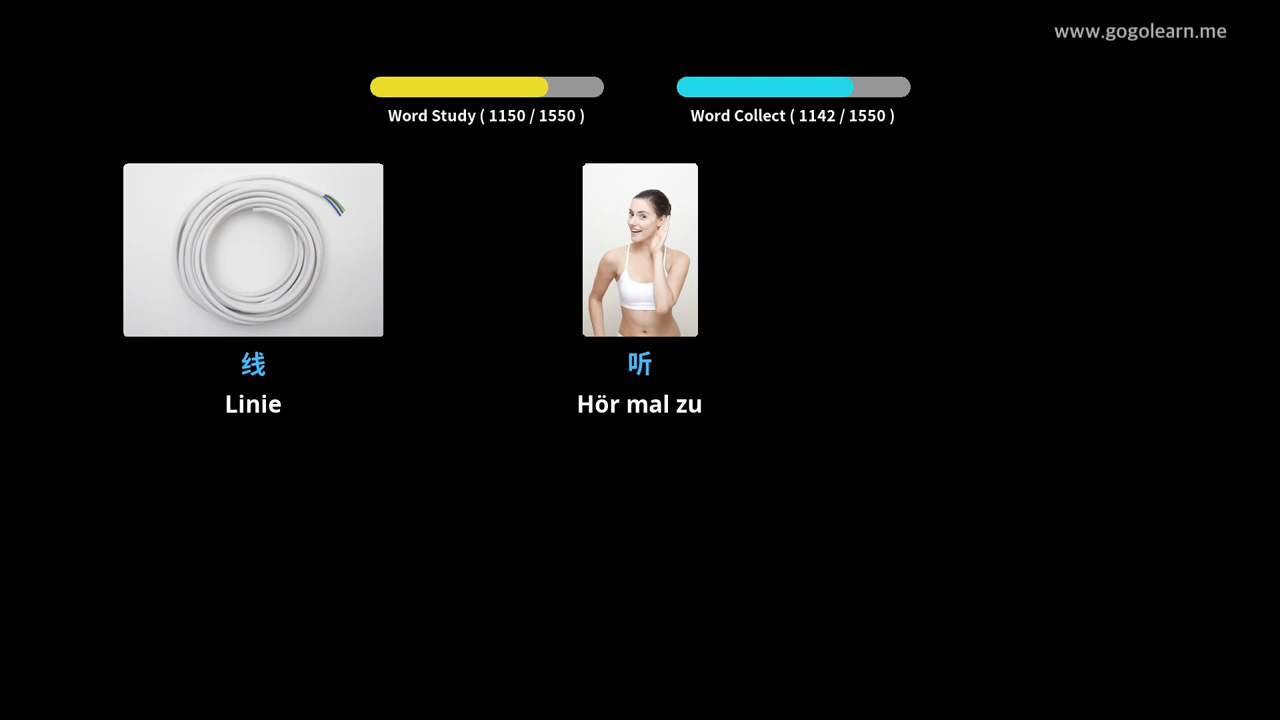 www.gogolearn.me
Word Study ( 1150 / 1550 )
Word Collect ( 1142 / 1550 )
线
Linie
听
Hör mal zu